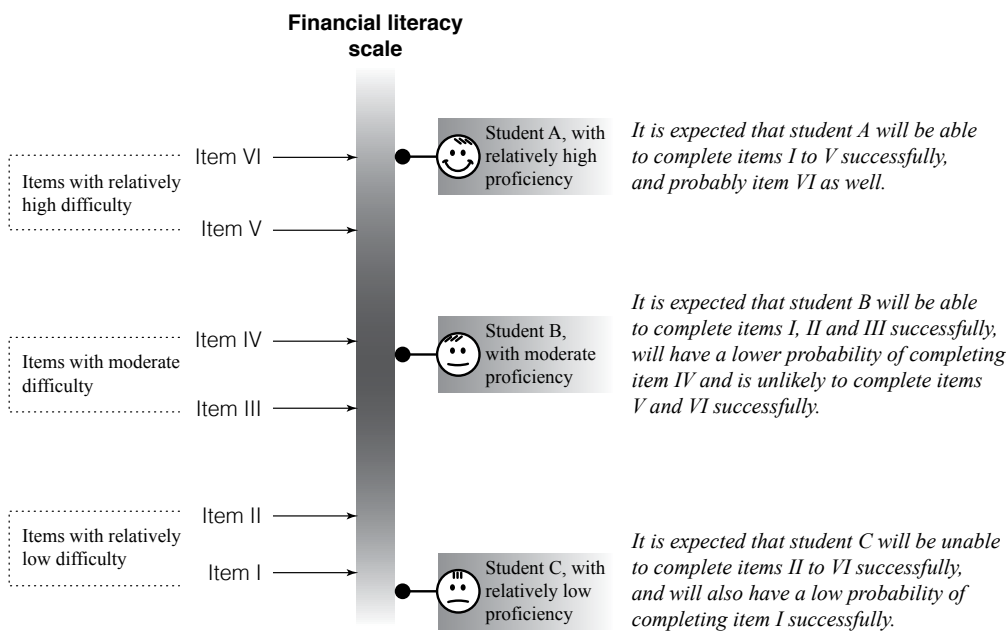 Financial literacy
scale
Item VI
Items with relatively
high difficulty
Item V
Student A, with
relatively high
proficiency
It is expected that student A will be able
to complete items I to V successfully,
and probably item VI as well.
Item IV
Items with moderate
difficulty
Item III
Student B,
with moderate
proficiency
It is expected that student B will be able
to complete items I, II and III successfully,
will have a lower probability of completing
item IV and is unlikely to complete items
V and VI successfully.
Item II
Items with relatively
low difficulty
Item I
Student C, with
relatively low
proficiency
It is expected that student C will be unable
to complete items II to VI successfully,
and will also have a low probability of
completing item I successfully.